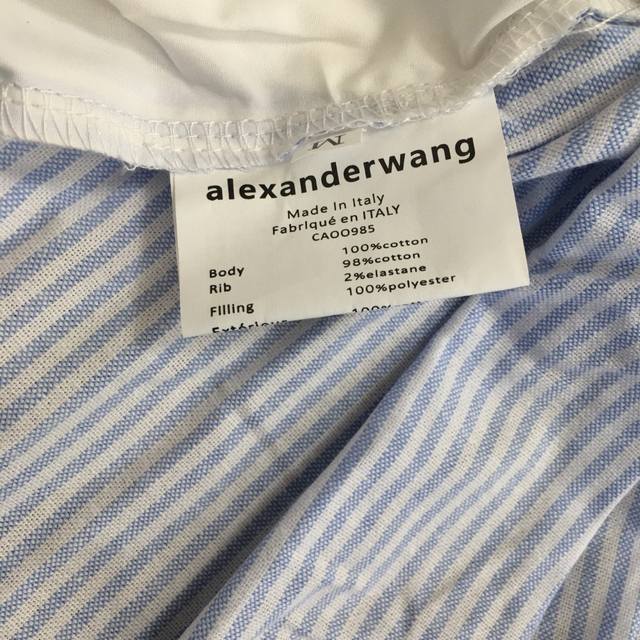 M
alexanderwang
Made In Italy
Fabriqué en ITALY
CA00985
Body 100%cotton
Rib 98%cotton
2%elastane
Filling 100%polyester